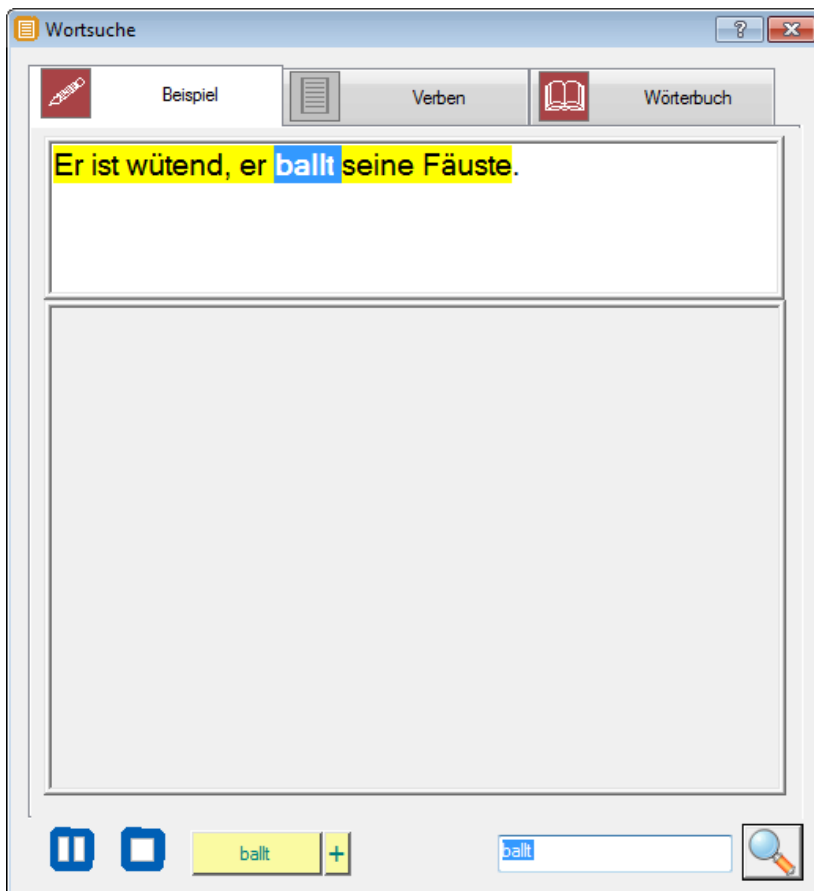 Wortsuche
?
Beispiel
Verben
Wörterbuch
Er ist wütend, er ballt seine Fäuste.
ballt
+
ballt